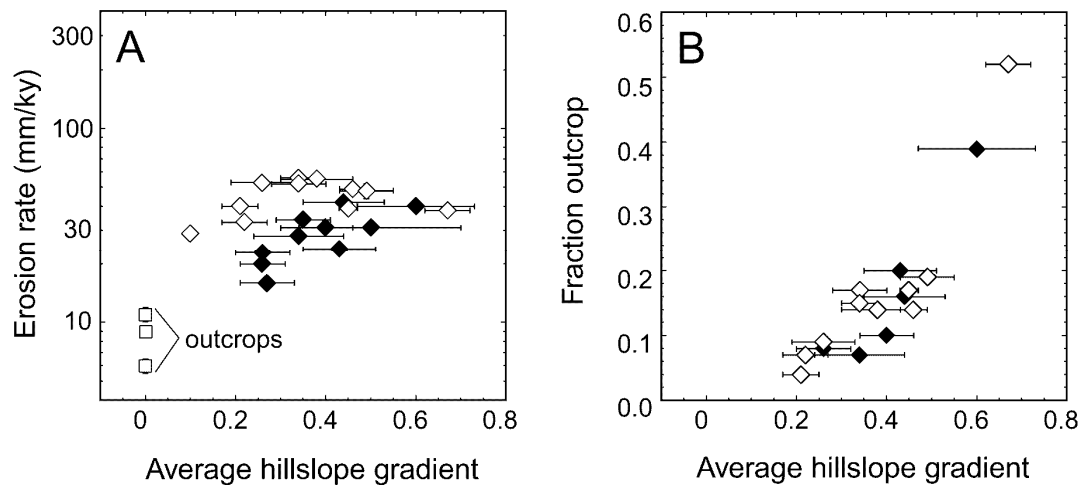 A
Erosion rate (mm/ky)
300
100
30
10
outcrops
0 0.2 0.4 0.6 0.8
Average hillslope gradient
B
Fraction outcrop
0.6
0.5
0.4
0.3
0.2
0.1
0.0
0 0.2 0.4 0.6 0.8
Average hillslope gradient